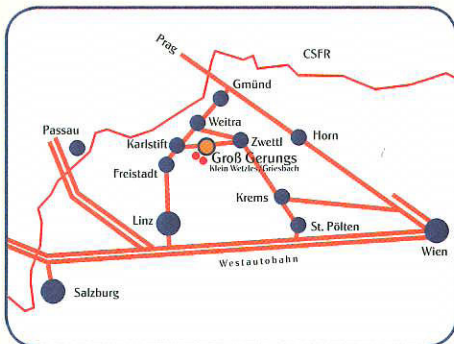 Prag
CSFR
Gmünd
Weitra
Passau
Karlstift
Zwettl
Horn
Groß Gerungs
Klein Wetzles/Griesbach
Freistadt
Krems
Linz
St. Pölten
Wien
Westautobahn
Salzburg